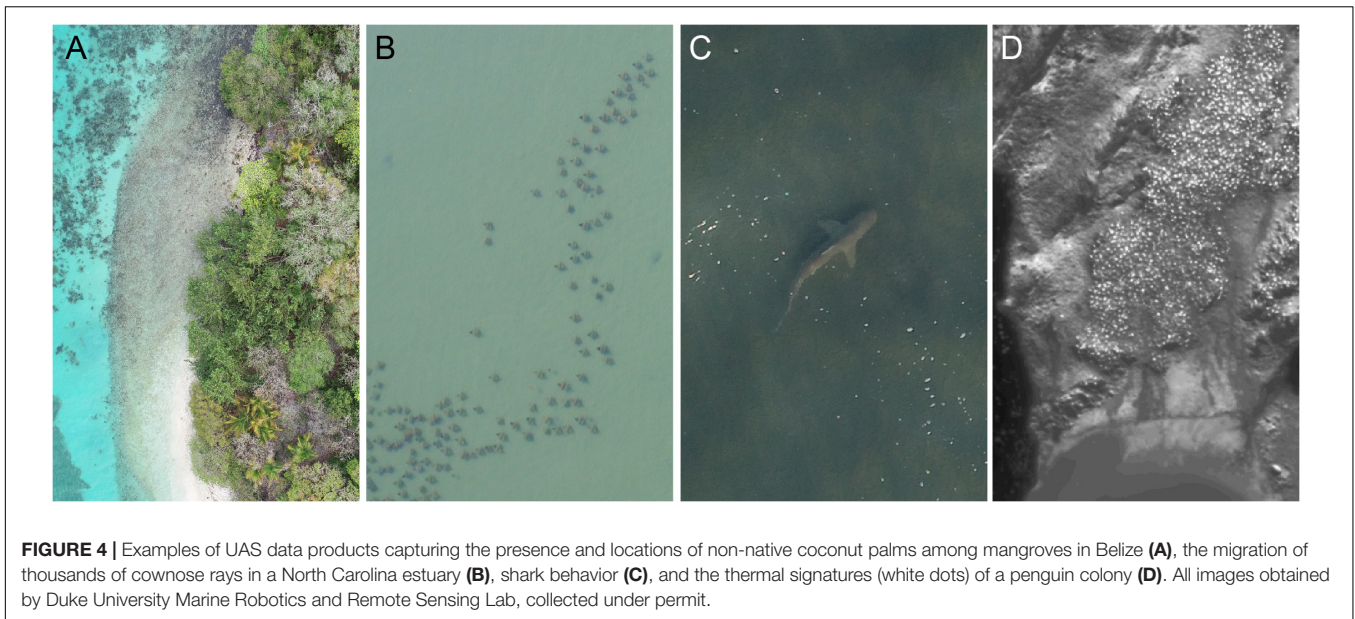 A B C D
FIGURE 4 | Examples of UAS data products capturing the presence and locations of non-native coconut palms among mangroves in Belize (A), the migration of
thousands of cownose rays in a North Carolina estuary (B), shark behavior (C), and the thermal signatures (white dots) of a penguin colony (D). All images obtained
by Duke University Marine Robotics and Remote Sensing Lab, collected under permit.